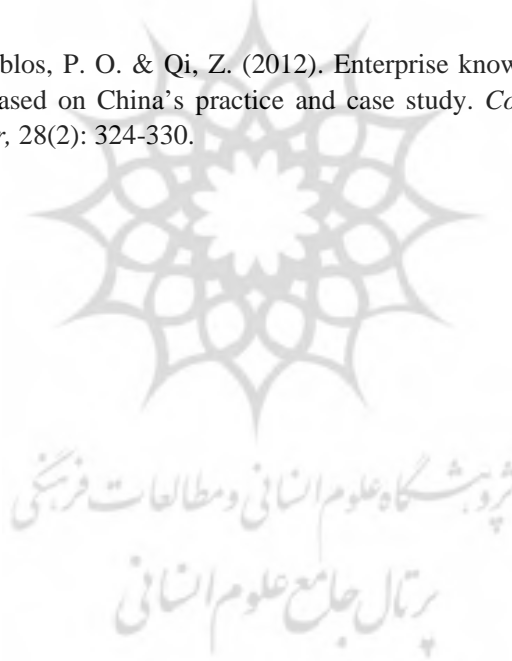 blos, P. O. & Qi, Z. (2012). Enterprise know
ased on China’s practice and case study. Co
r, 28(2): 324-330.
پژوهشگاه علوم انسانی و مطالعات فرهنگی
پرتال جامع علوم انسانی